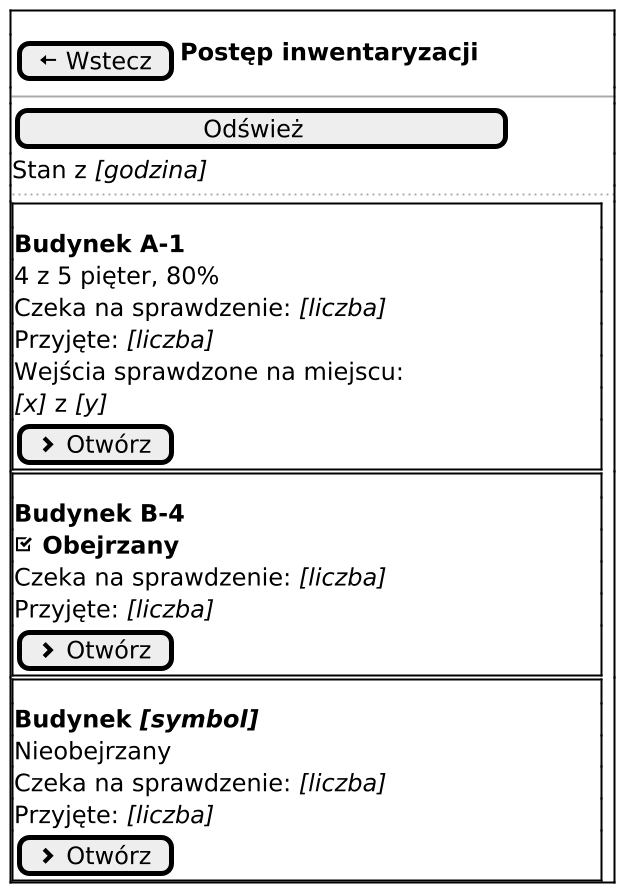 ← Wstecz Postęp inwentaryzacji
Odśwież
Stan z [godzina]
Budynek A-1
4 z 5 pięter, 80%
Czeka na sprawdzenie: [liczba]
Przyjęte: [liczba]
Wejścia sprawdzone na miejscu:
[x] z [y]
Otwórz
Budynek B-4
☑ Obejrzany
Czeka na sprawdzenie: [liczba]
Przyjęte: [liczba]
Otwórz
Budynek [symbol]
Nieobejrzany
Czeka na sprawdzenie: [liczba]
Przyjęte: [liczba]
Otwórz